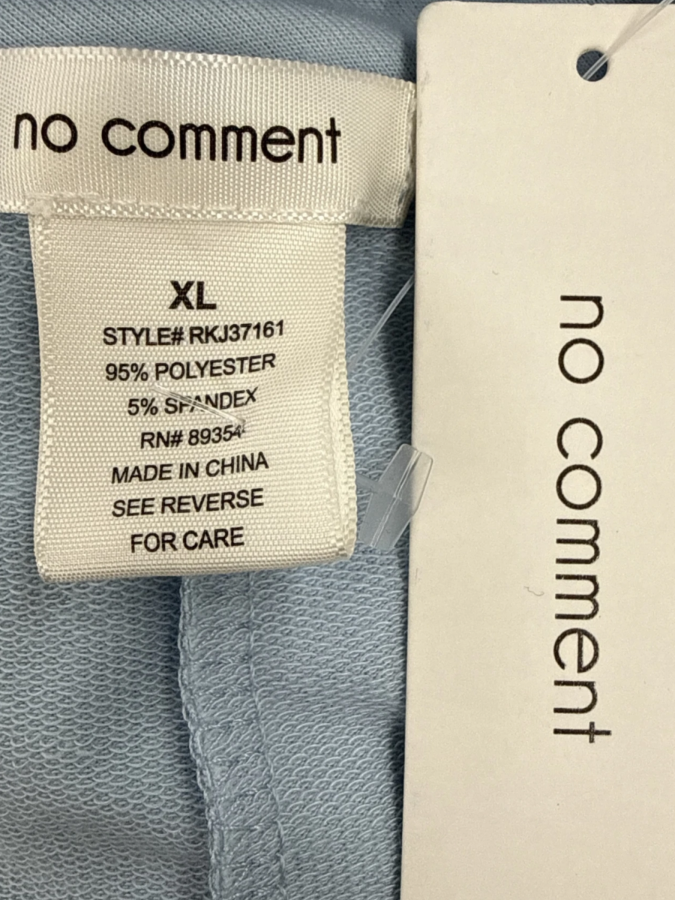 no comment
XL
STYLE# RKJ37161
95% POLYESTER
5% SPANDEX
RN# 89354
MADE IN CHINA
SEE REVERSE
FOR CARE
no comment